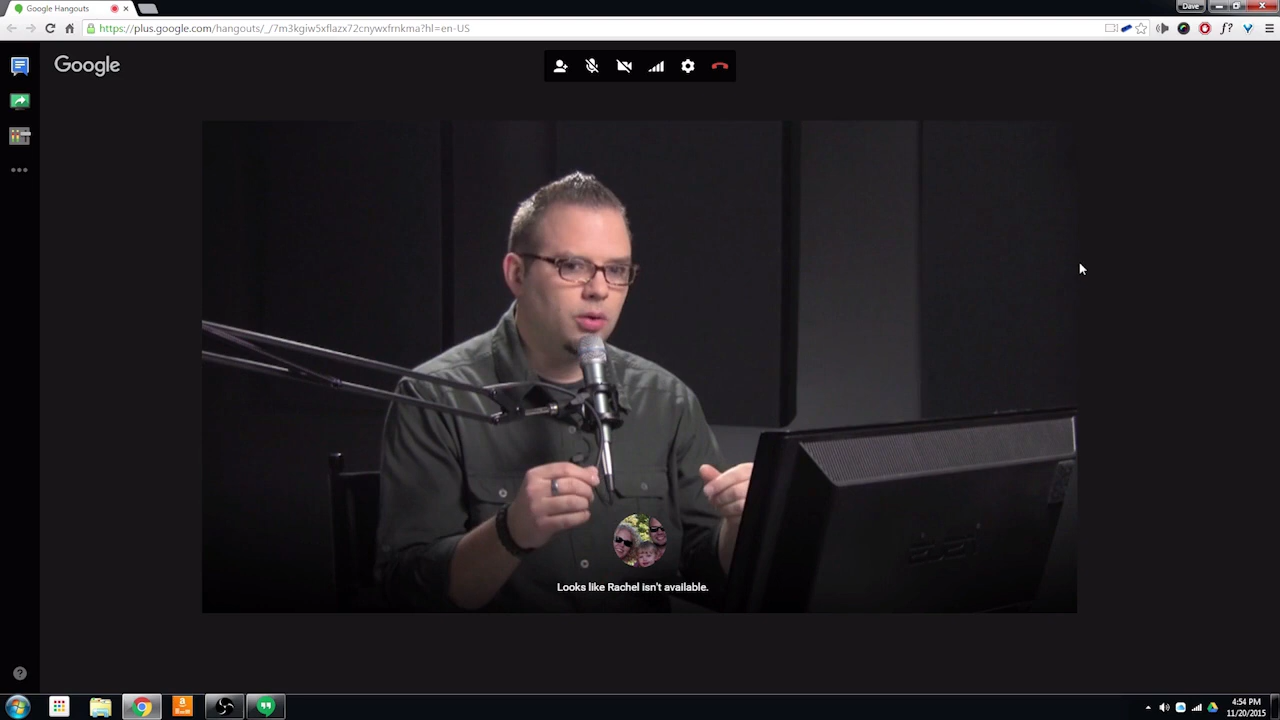 Google Hangouts
Dave
https://plus.google.com/hangouts/_/7m3kgiw5xflazx72cnywxfrnkma?hl=en-US
f?
Google
Looks like Rachel isn't available.
?
4:54 PM
11/20/2015